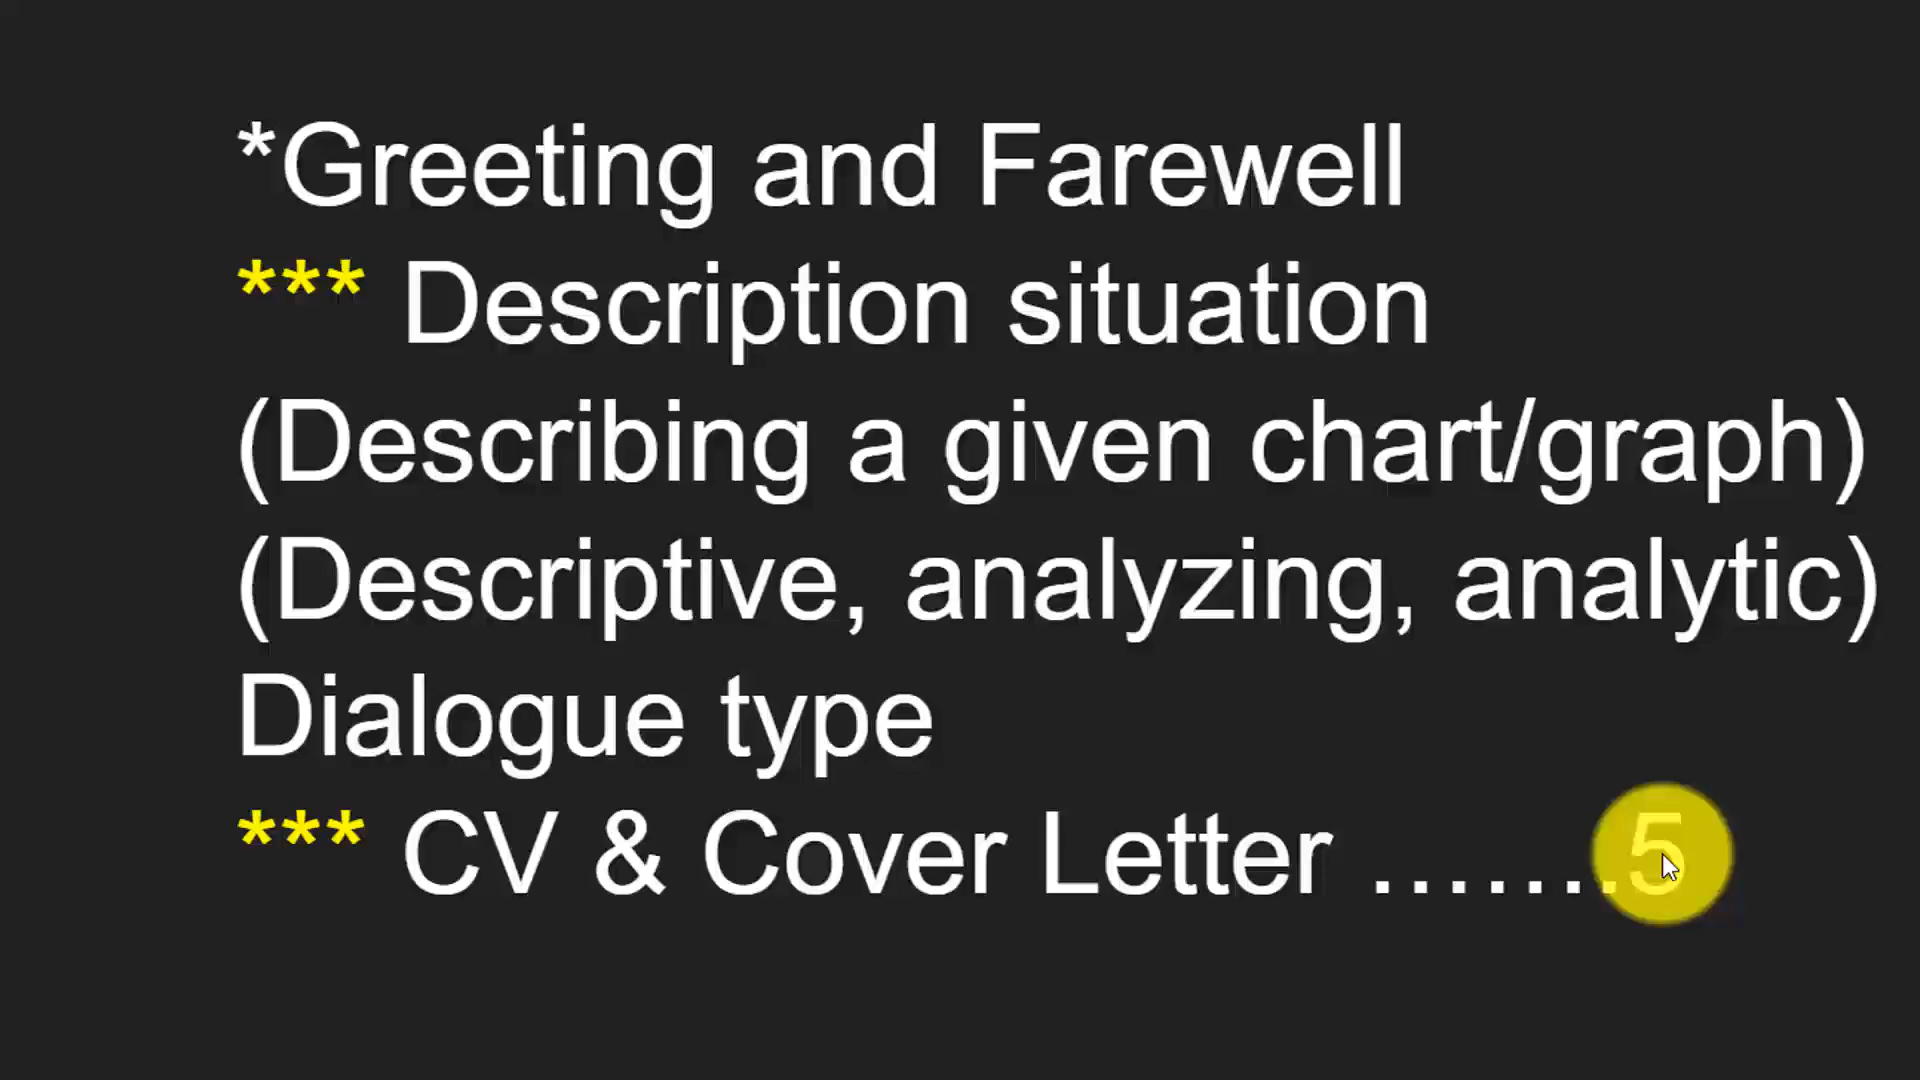 *Greeting and Farewell
*** Description situation
(Describing a given chart/graph)
(Descriptive, analyzing, analytic)
Dialogue type
*** CV & Cover Letter .......5